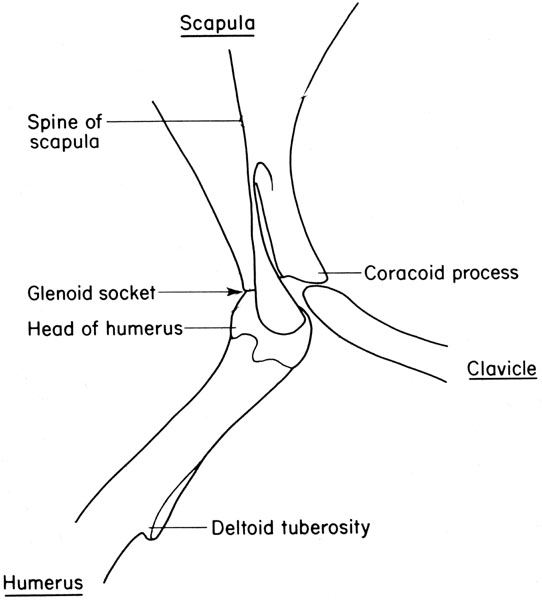 Scapula
Spine of
scapula
Coracoid process
Glenoid socket
Head of humerus
Clavicle
Deltoid tuberosity
Humerus